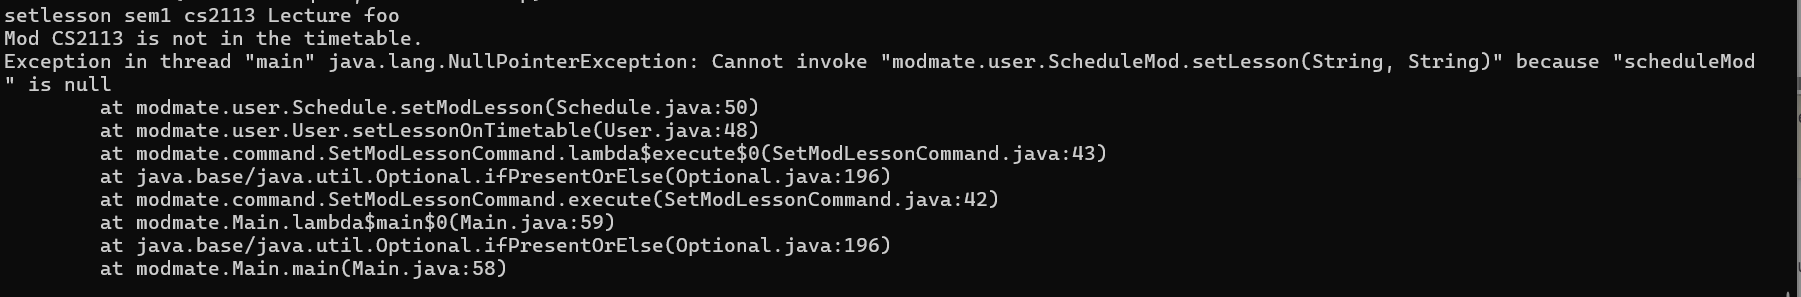 setlesson sem1 cs2113 Lecture foo
Mod CS2113 is not in the timetable.
Exception in thread "main" java.lang.NullPointerException: Cannot invoke "modmate.user.ScheduleMod.setLesson(String, String)" because "scheduleMod
" is null
        at modmate.user.Schedule.setModLesson(Schedule.java:50)
        at modmate.user.User.setLessonOnTimetable(User.java:48)
        at modmate.command.SetModLessonCommand.lambda$execute$0(SetModLessonCommand.java:43)
        at java.base/java.util.Optional.ifPresentOrElse(Optional.java:196)
        at modmate.command.SetModLessonCommand.execute(SetModLessonCommand.java:42)
        at modmate.Main.lambda$main$0(Main.java:59)
        at java.base/java.util.Optional.ifPresentOrElse(Optional.java:196)
        at modmate.Main.main(Main.java:58)